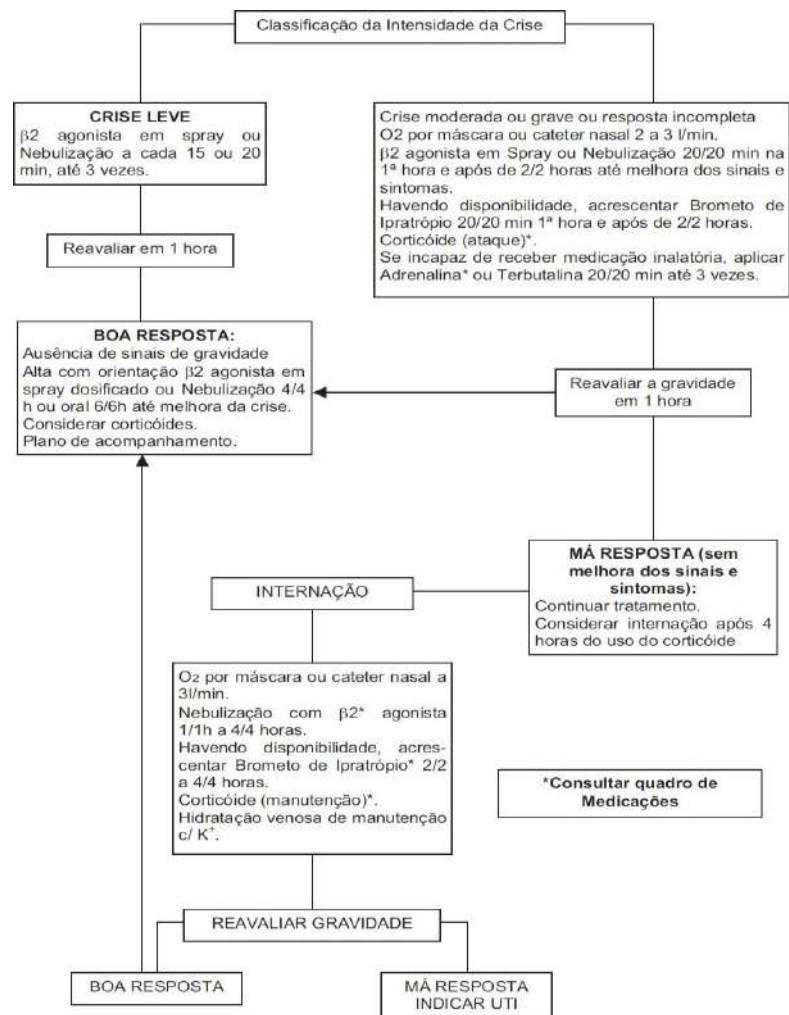 Classificação da Intensidade da Crise
CRISE LEVE
β2 agonista em spray ou
Nebulização a cada 15 ou 20
min, até 3 vezes.
Crise moderada ou grave ou resposta incompleta
O2 por máscara ou cateter nasal 2 a 3 l/min.
β2 agonista em Spray ou Nebulização 20/20 min na
1ª hora e após de 2/2 horas até melhora dos sinais e
sintomas.
Havendo disponibilidade, acrescentar Brometo de
Ipratrópio 20/20 min 1ª hora e após de 2/2 horas.
Corticóide (ataque)*.
Se incapaz de receber medicação inalatória, aplicar
Adrenalina* ou Terbutalina 20/20 min até 3 vezes.
Reavaliar em 1 hora
BOA RESPOSTA:
Ausência de sinais de gravidade
Alta com orientação β2 agonista em
spray dosificado ou Nebulização 4/4
h ou oral 6/6h até melhora da crise.
Considerar corticóides.
Plano de acompanhamento.
Reavaliar a gravidade
em 1 hora
MÁ RESPOSTA (sem
melhora dos sinais e
sintomas):
Continuar tratamento.
Considerar internação após 4
horas do uso do corticóide
INTERNAÇÃO
O2 por máscara ou cateter nasal a
3l/min.
Nebulização com β2* agonista
1/1h a 4/4 horas.
Havendo disponibilidade, acres-
centar Brometo de Ipratrópio* 2/2
a 4/4 horas.
Corticóide (manutenção)*.
Hidratação venosa de manutenção
c/ K+.
*Consultar quadro de
Medicações
REAVALIAR GRAVIDADE
BOA RESPOSTA
MÁ RESPOSTA
INDICAR UTI